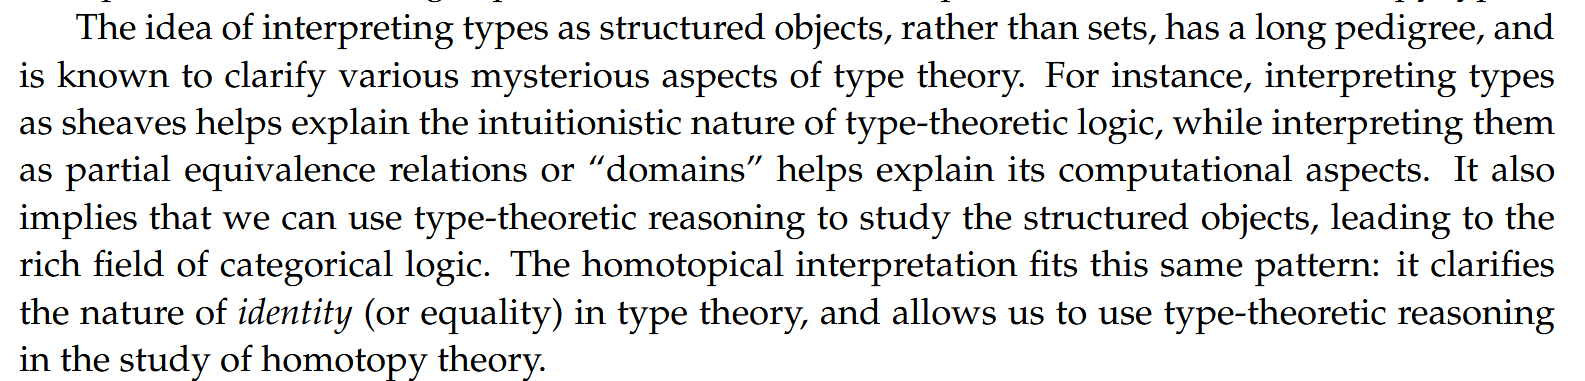 The idea of interpreting types as structured objects, rather than sets, has a long pedigree, and
is known to clarify various mysterious aspects of type theory. For instance, interpreting types
as sheaves helps explain the intuitionistic nature of type-theoretic logic, while interpreting them
as partial equivalence relations or “domains” helps explain its computational aspects. It also
implies that we can use type-theoretic reasoning to study the structured objects, leading to the
rich field of categorical logic. The homotopical interpretation fits this same pattern: it clarifies
the nature of identity (or equality) in type theory, and allows us to use type-theoretic reasoning
in the study of homotopy theory.